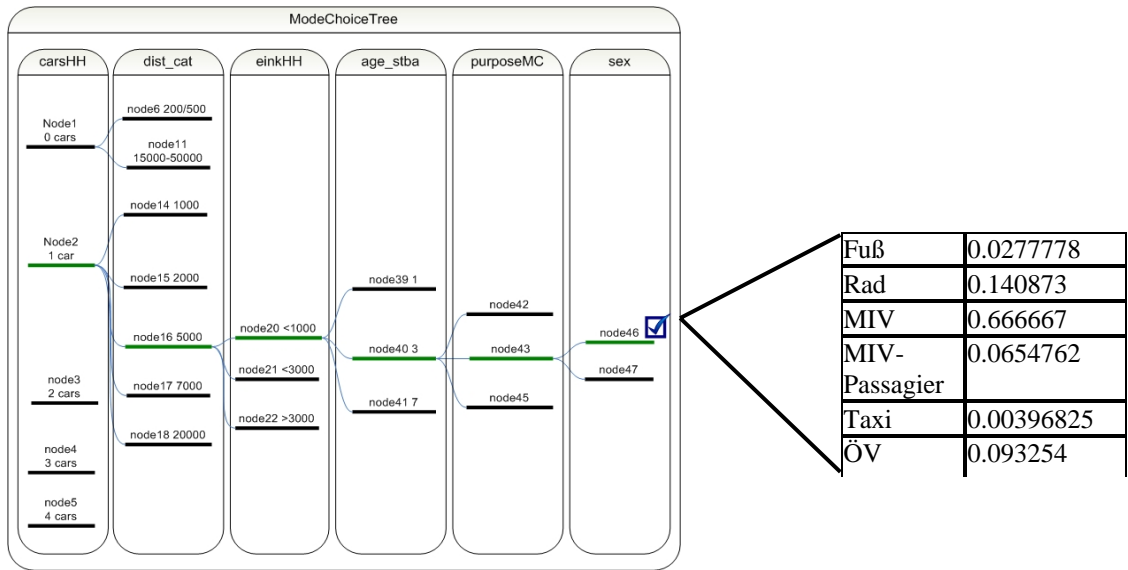 ModeChoiceTree
carsHH
dist_cat
einkHH
age_stba
purposeMC
sex
Node1
0 cars
Node2
1 car
node3
2 cars
node4
3 cars
node5
4 cars
node6 200/500
node11
15000-50000
node14 1000
node15 2000
node16 5000
node17 7000
node18 20000
node20 <1000
node21 <3000
node22 >3000
node39 1
node40 3
node41 7
node42
node43
node45
node46
node47
Fuß 0.0277778
Rad 0.140873
MIV 0.666667
MIV- 0.0654762
Passagier
Taxi 0.00396825
ÖV 0.093254